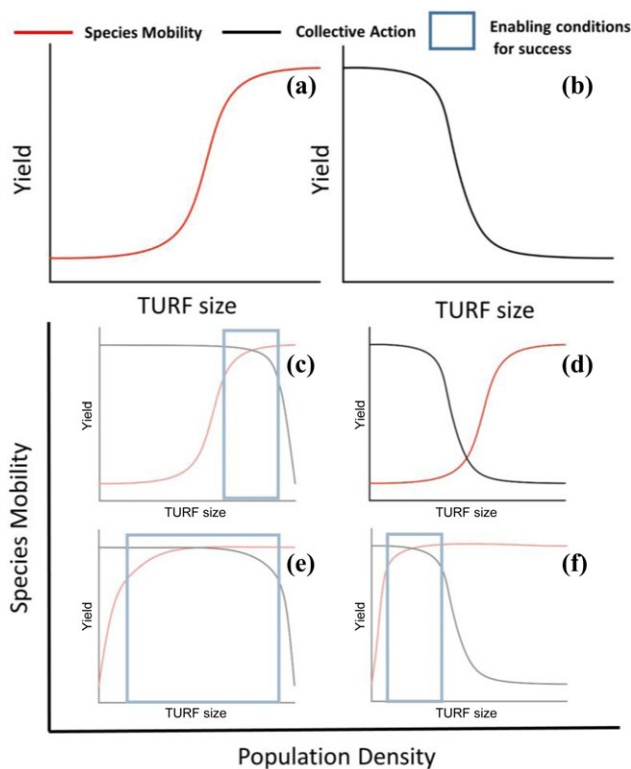 Species Mobility
Collective Action
Enabling conditions
for success
(a)
Yield
TURF size
(b)
Yield
TURF size
Species Mobility
(c)
Yield
TURF size
(d)
Yield
TURF size
(e)
Yield
TURF size
(f)
Yield
TURF size
Population Density